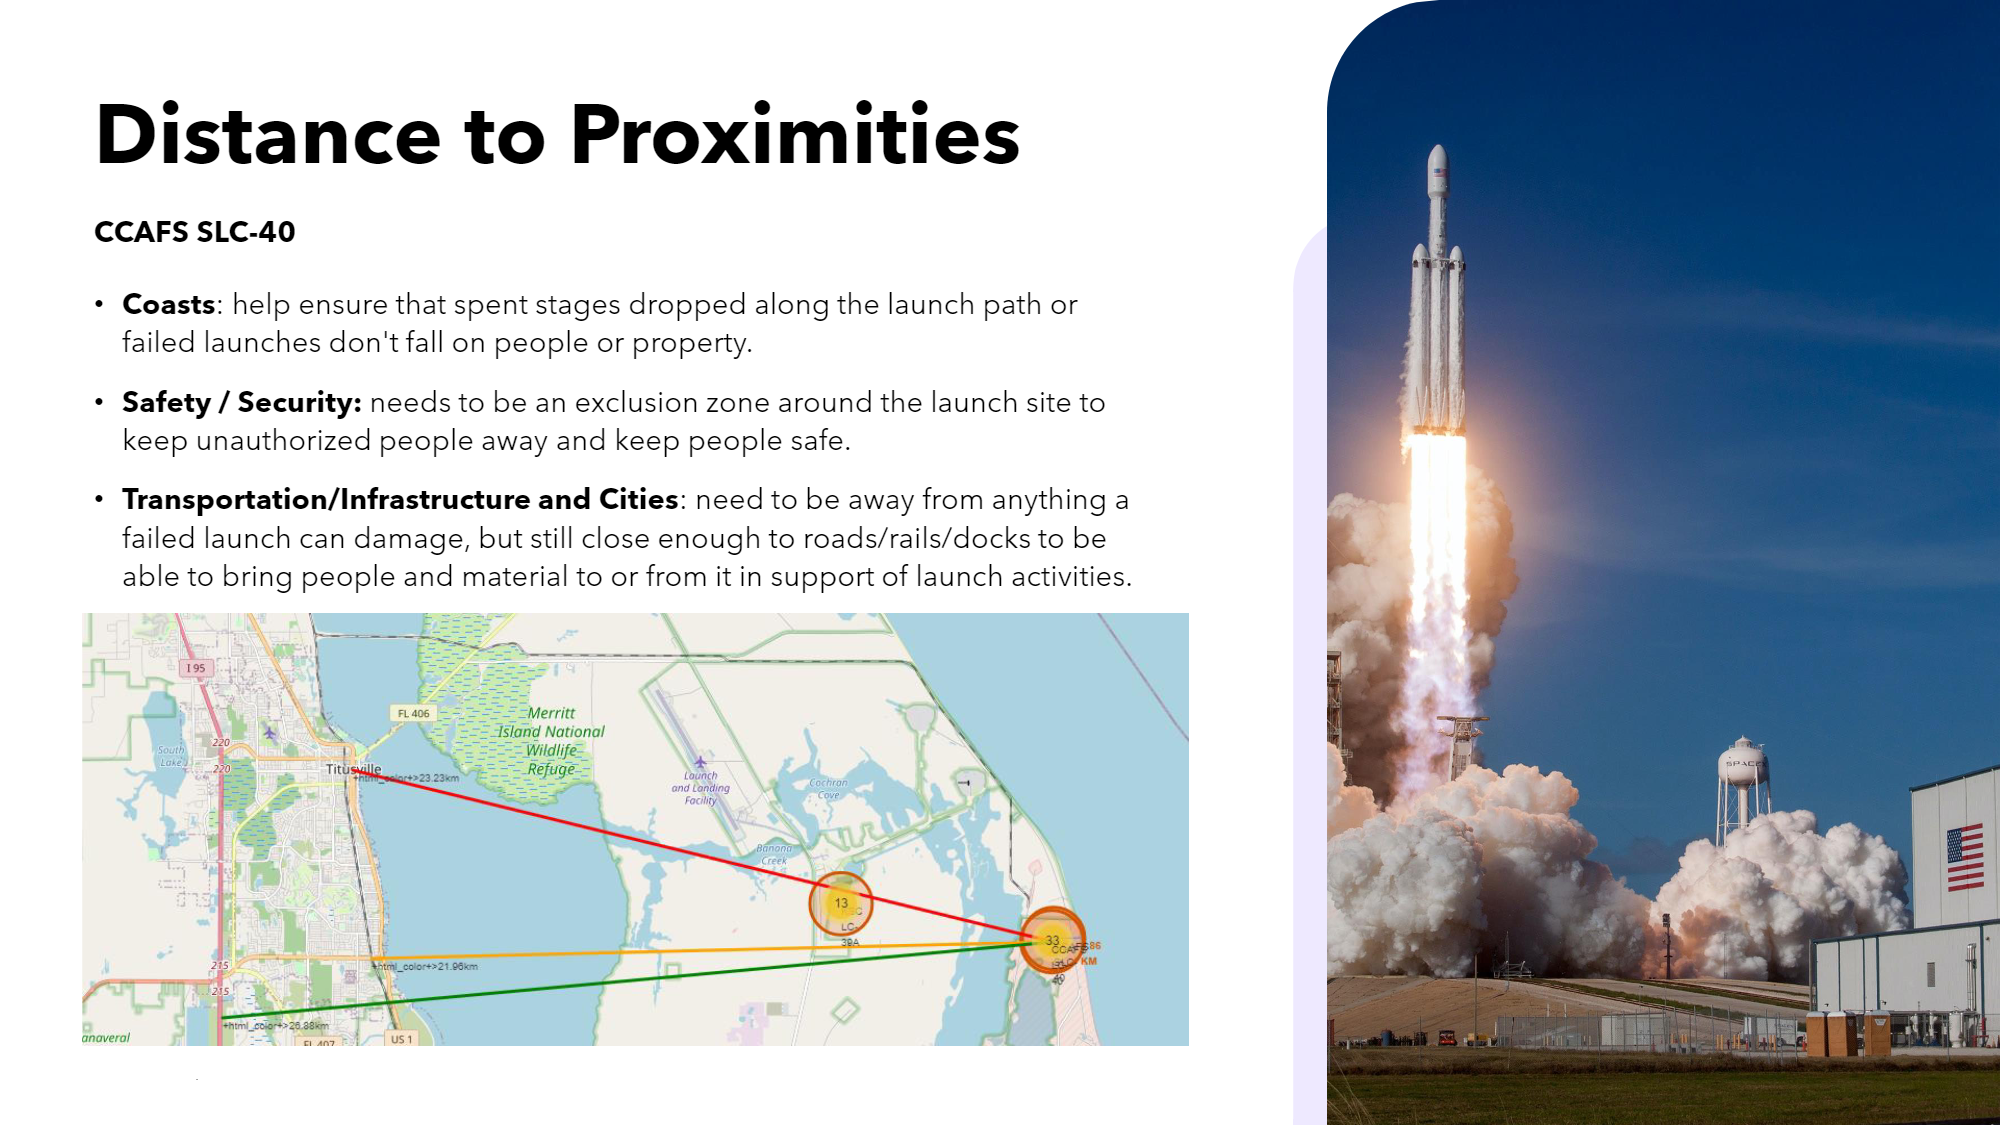 Distance to Proximities
CCAFS SLC-40
• Coasts: help ensure that spent stages dropped along the launch path or
failed launches don't fall on people or property.
• Safety / Security: needs to be an exclusion zone around the launch site to
keep unauthorized people away and keep people safe.
• Transportation/Infrastructure and Cities: need to be away from anything a
failed launch can damage, but still close enough to roads/rails/docks to be
able to bring people and material to or from it in support of launch activities.
I 95
FL 406
Merritt
Island National
Wildlife
Refuge
South
Lake
220
220
Titusville
+html_color+>23.23km
Launch
and Landing
Facility
Cochran
Cove
Banana
Creek
13
LC-
39A
33
CCAFS
SLC-
40
86
KM
215
+html_color+>21.96km
215
+html_color+>26.88km
anaveral
FL 407
US 1
SPACE